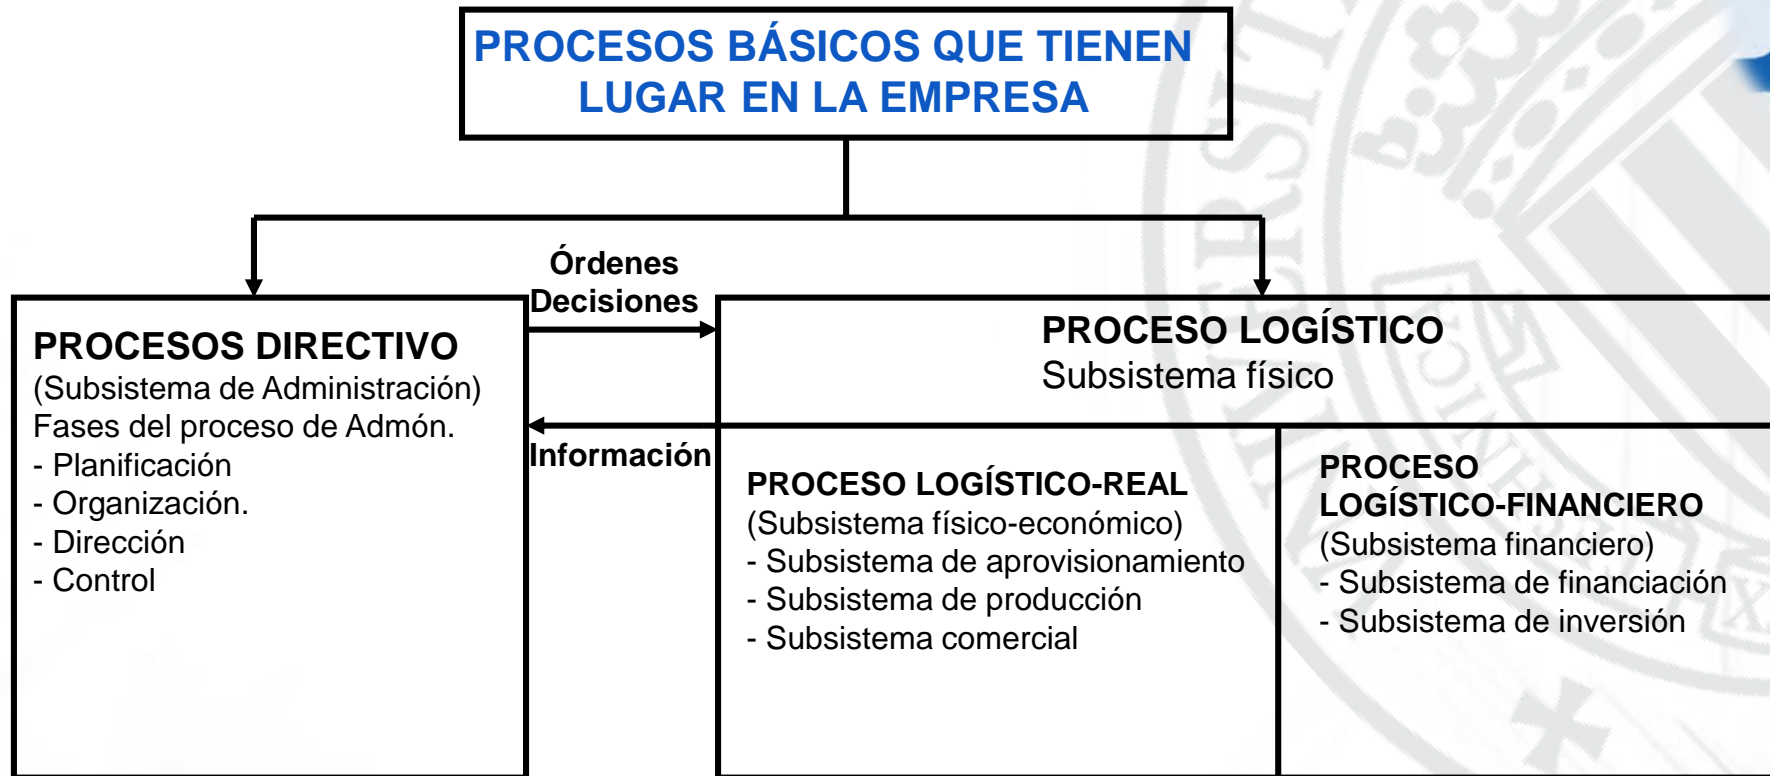 PROCESOS BÁSICOS QUE TIENEN
LUGAR EN LA EMPRESA
Órdenes
Decisiones
PROCESOS DIRECTIVO
(Subsistema de Administración)
Fases del proceso de Admón.
- Planificación
- Organización.
- Dirección
- Control
Información
PROCESO LOGÍSTICO
Subsistema físico
PROCESO LOGÍSTICO-REAL
(Subsistema físico-económico)
- Subsistema de aprovisionamiento
- Subsistema de producción
- Subsistema comercial
PROCESO
LOGÍSTICO-FINANCIERO
(Subsistema financiero)
- Subsistema de financiación
- Subsistema de inversión